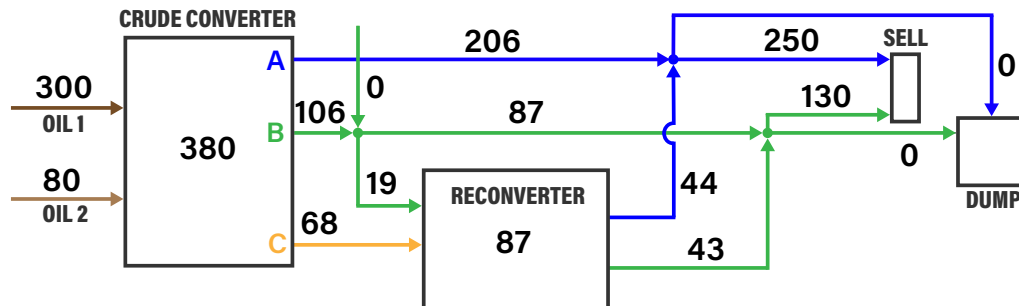 CRUDE CONVERTER
A
206
250
SELL
0
300
OIL 1
0
106
B
87
130
380
0
80
OIL 2
19
RECONVERTER
44
DUMP
C
68
87
43